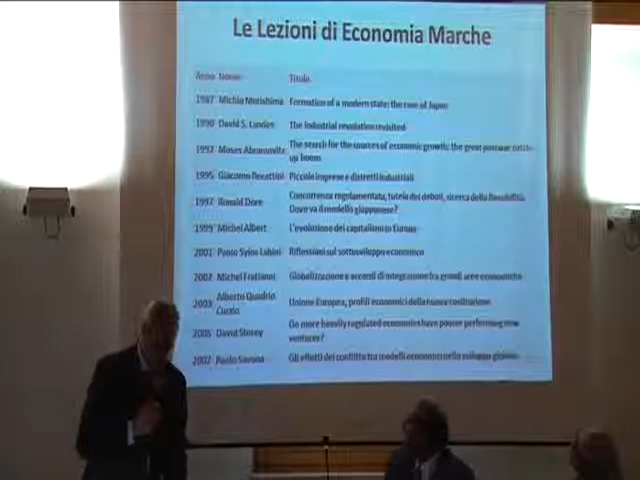 Le Lezioni di Economia Marche
Anno Nome Titolo
1987 Michio Morishima Formation of a modern state: the case of Japan
1990 David S. Landes The industrial revolution revisited
1992 Moses Abramovitz The search for the sources of economic growth: the great postwar catch-
up boom
1995 Giacomo Becattini Piccole imprese e distretti industriali
1997 Ronald Dore Concorrenza regolamentata, tutela dei deboli, ricerca della flessibilità.
Dove va il modello giapponese?
1999 Michel Albert L'evoluzione del capitalismo in Europa
2001 Paolo Sylos Labini Riflessioni sul sottosviluppo economico
2002 Michel Globalizzazione e accordi di integrazione fra grandi aree economiche
2003 Alberto Quadrio
Curzio Unione Europea, profili economici della nuova costituzione
2005 David Storey Do more heavily regulated economies have poorer performing new
ventures?
2007 Paolo Savona Gli effetti del conflitto tra modelli economici nello sviluppo globale